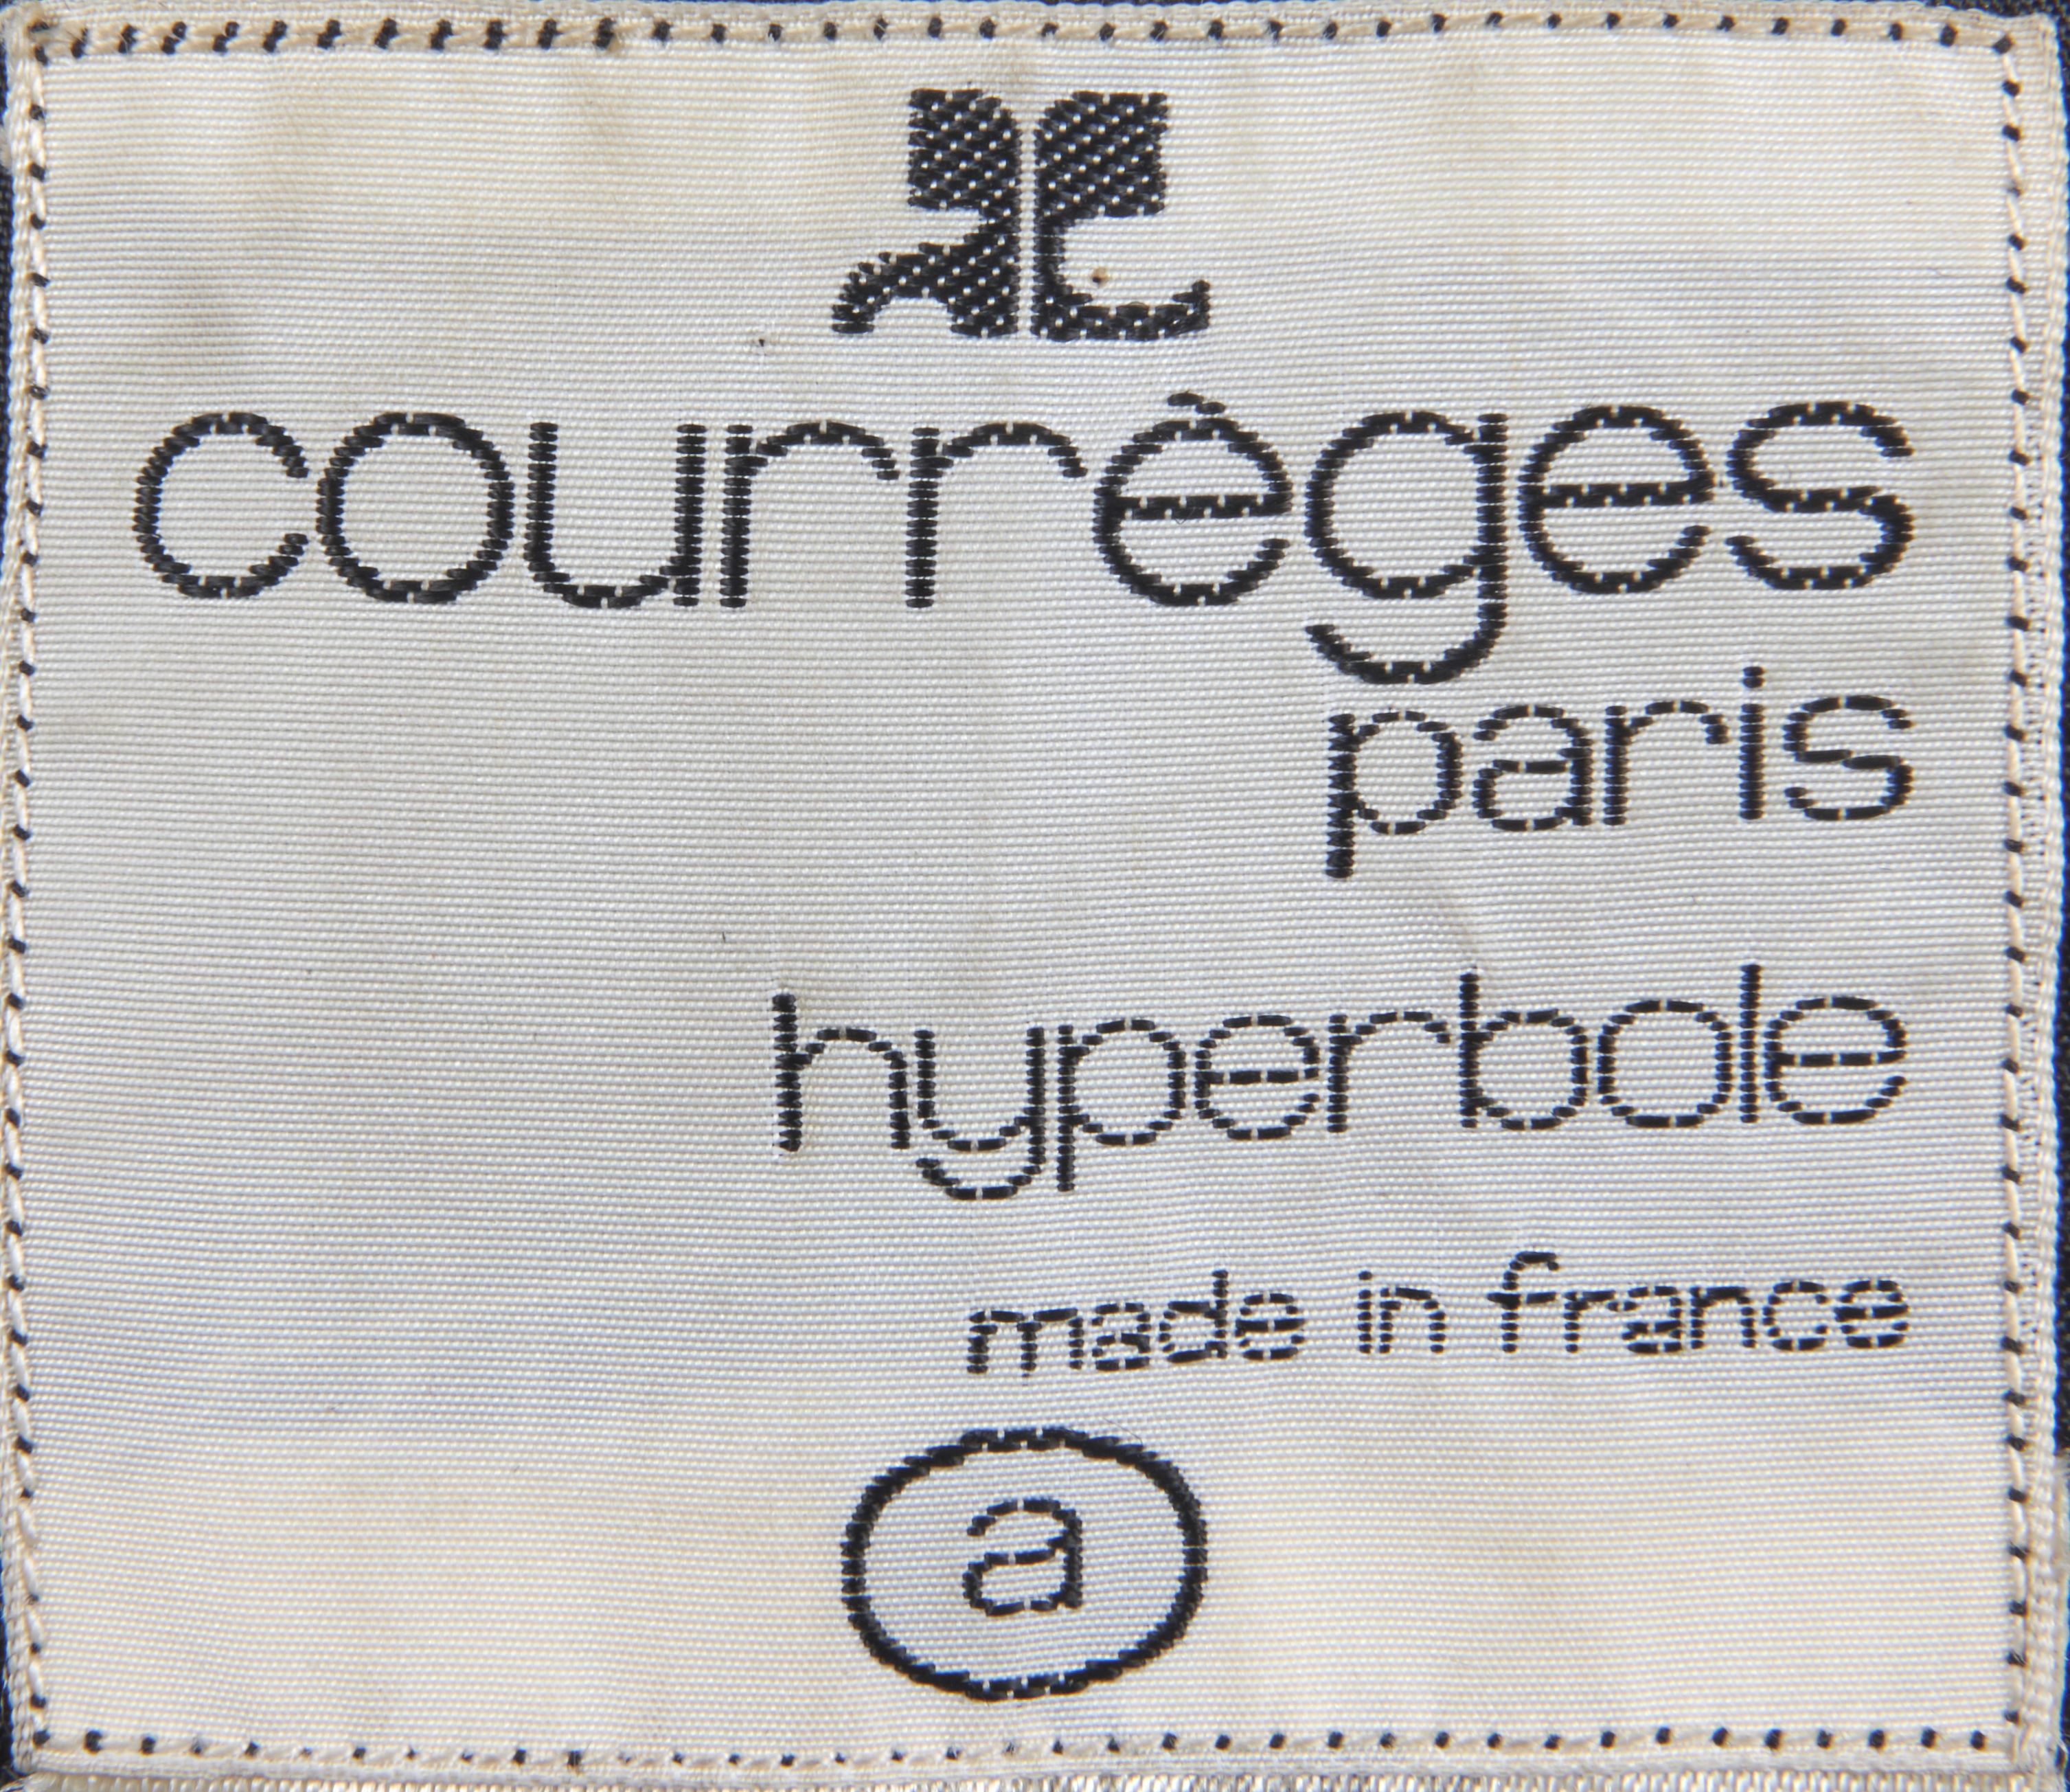 ac
courrèges
paris
hyperbole
made in france
a